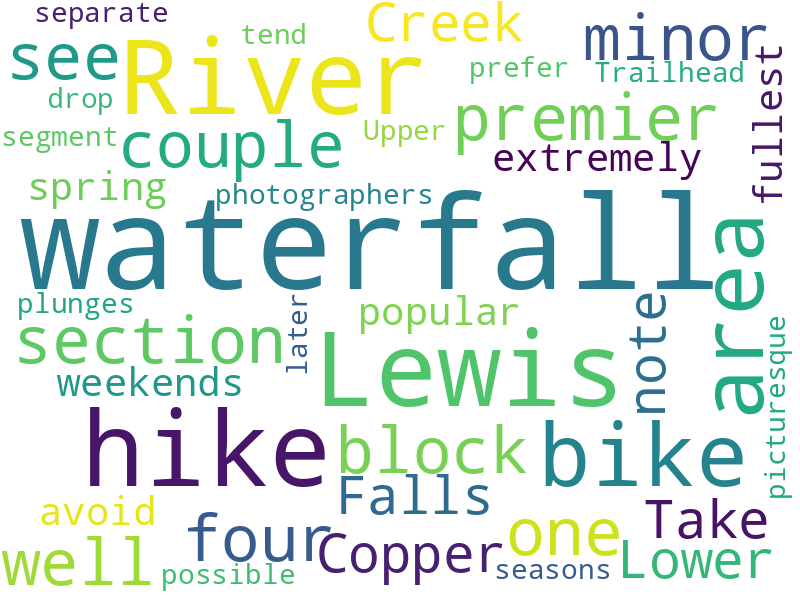 separate
Creek
minor
see
River
tend
prefer
Trailhead
fullest
drop
premier
segment
couple
Upper
extremely
spring
photographers
waterfall
area
plunges
later
popular
note
section
Lewis
picturesque
weekends
hike
block
bike
avoid
Falls
four
one
Take
well
Copper
Lower
possible
seasons